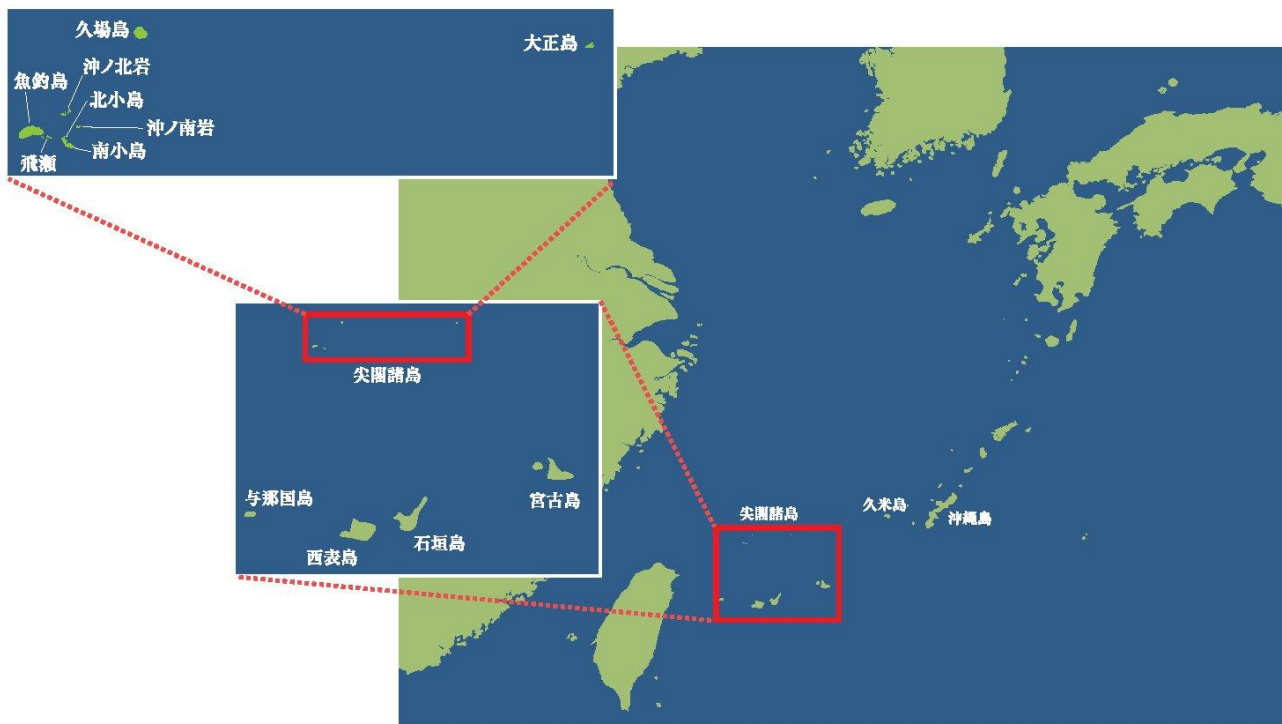 久場島
大正島
沖ノ北岩
魚釣島
北小島
沖ノ南岩
飛瀬
南小島
尖閣諸島
与那国島
宮古島
西表島
石垣島
尖閣諸島
久米島
沖縄島